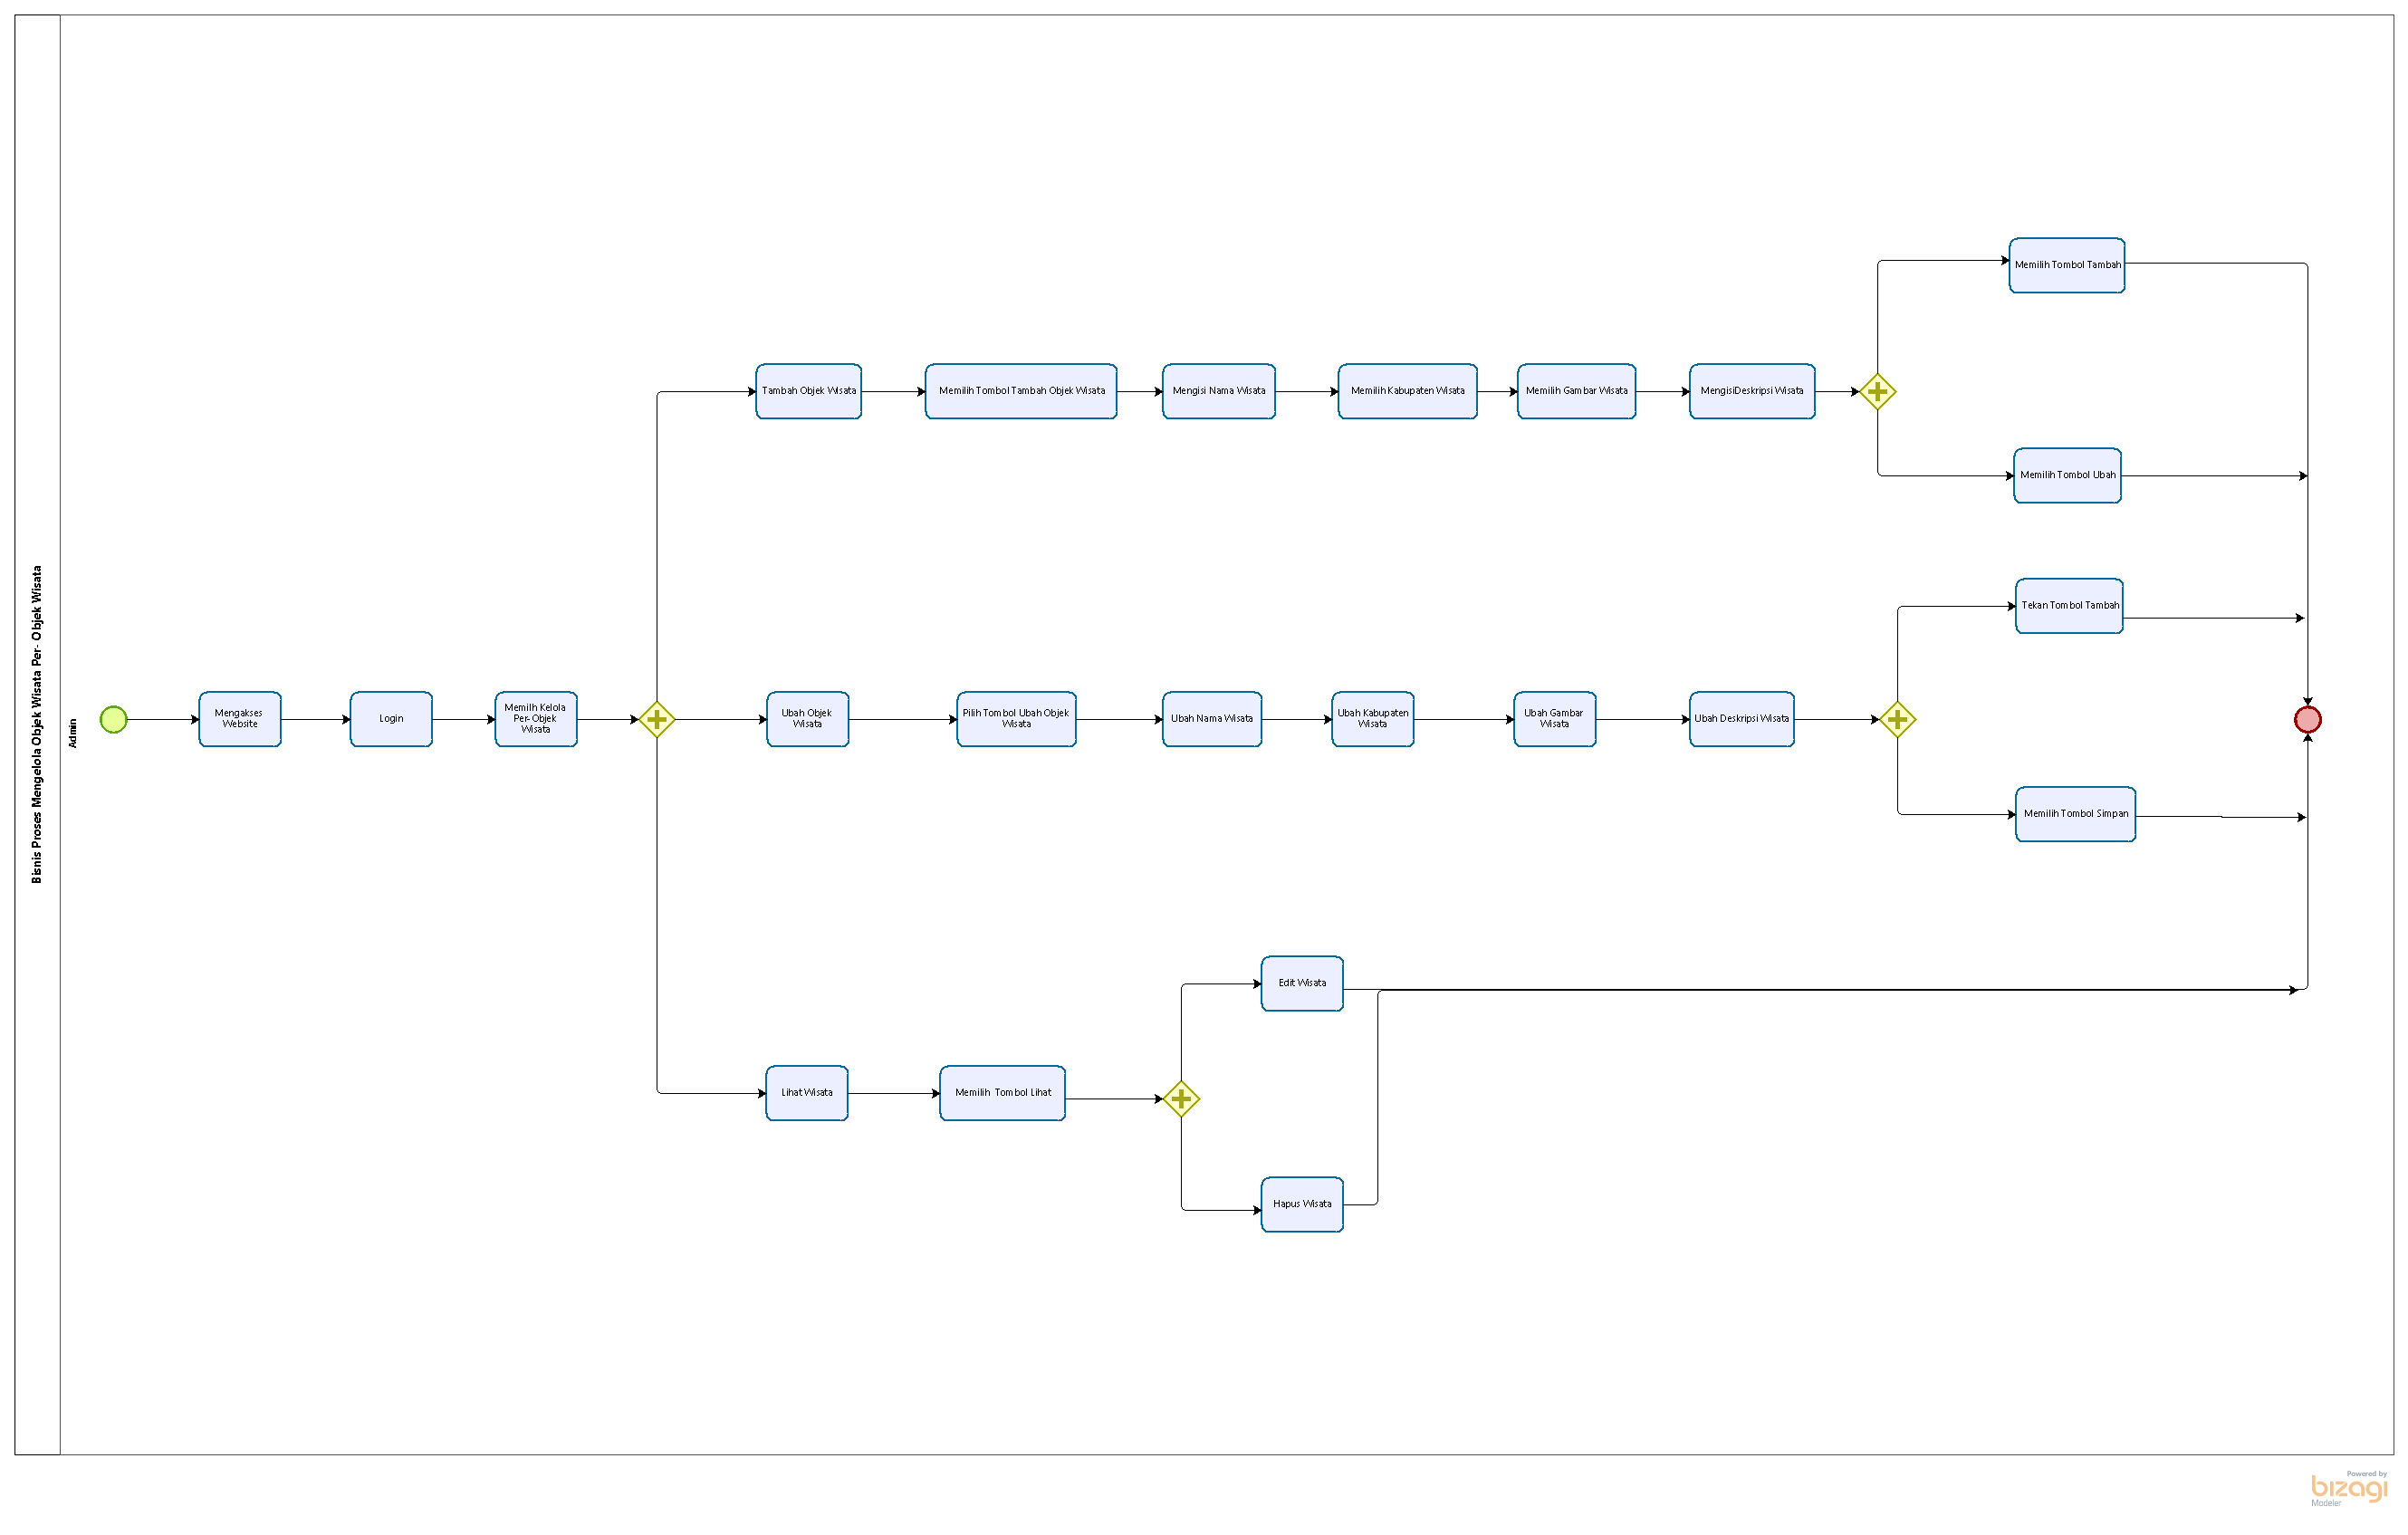 Bisnis Proses Mengelola Objek Wisata Per- Objek Wisata
Admin
Mengakses
Website
Login
Memilh Kelola
Per- Objek
Wisata
Tambah Objek Wisata
Memilih Tombol Tambah Objek Wisata
Mengisi Nama Wisata
Memilih Kabupaten Wisata
Memilih Gambar Wisata
MengisiDeskripsi Wisata
Memilih Tombol Tambah
Memilih Tombol Ubah
Ubah Objek
Wisata
Pilih Tombol Ubah Objek
Wisata
Ubah Nama Wisata
Ubah Kabupaten
Wisata
Ubah Gambar
Wisata
Ubah Deskripsi Wisata
Tekan Tombol Tambah
Memilih Tombol Simpan
Lihat Wisata
Memilih Tombol Lihat
Edit Wisata
Hapus Wisata
Powered by
bizagi
Modeler